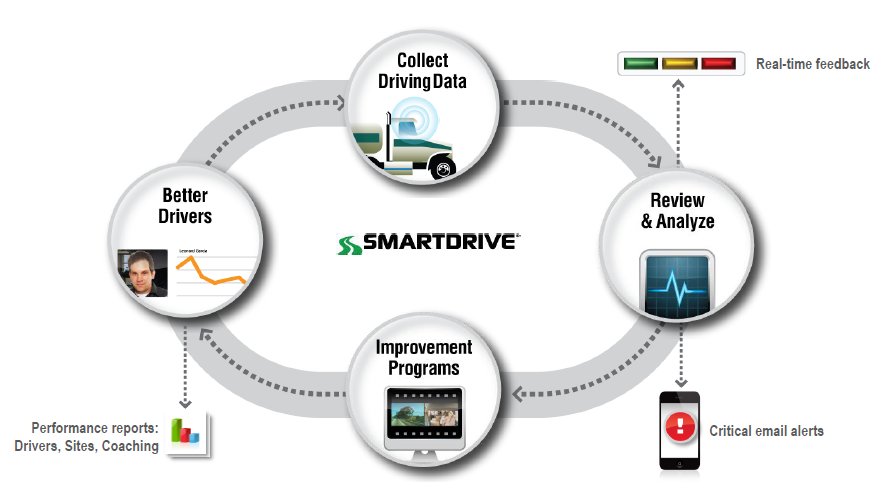 Collect
Driving Data
Real-time feedback
Better
Drivers
Review
& Analyze
SMARTDRIVE
Improvement
Programs
Performance reports:
Drivers, Sites, Coaching
Critical email alerts